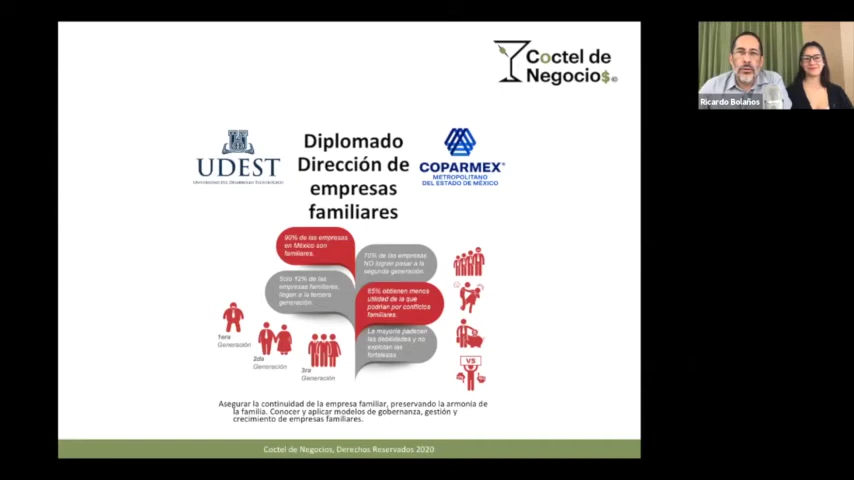 Coctel de
Negocio$
Ricardo Bolaños
UDEST
Diplomado
Dirección de
empresas
familiares
COPARMEX
METROPOLITANO
DEL ESTADO DE MÉXICO
90% de las empresas
en México son
familiares.
70% de las empresas
NO logran pasar a la
segunda generación.
Solo 12% de las
empresas familiares,
llegan a la tercera
generación.
85% obtienen menos
utilidad de la que
podrían por conflictos
familiares.
La mayoría padecen
las debilidades y no
explotan las
fortalezas.
1era
Generación
2da
Generación
3ra
Generación
VS
Asegurar la continuidad de la empresa familiar, preservando la armonía de
la familia. Conocer y aplicar modelos de gobernanza, gestión y
crecimiento de empresas familiares.
Coctel de Negocios, Derechos Reservados 2020